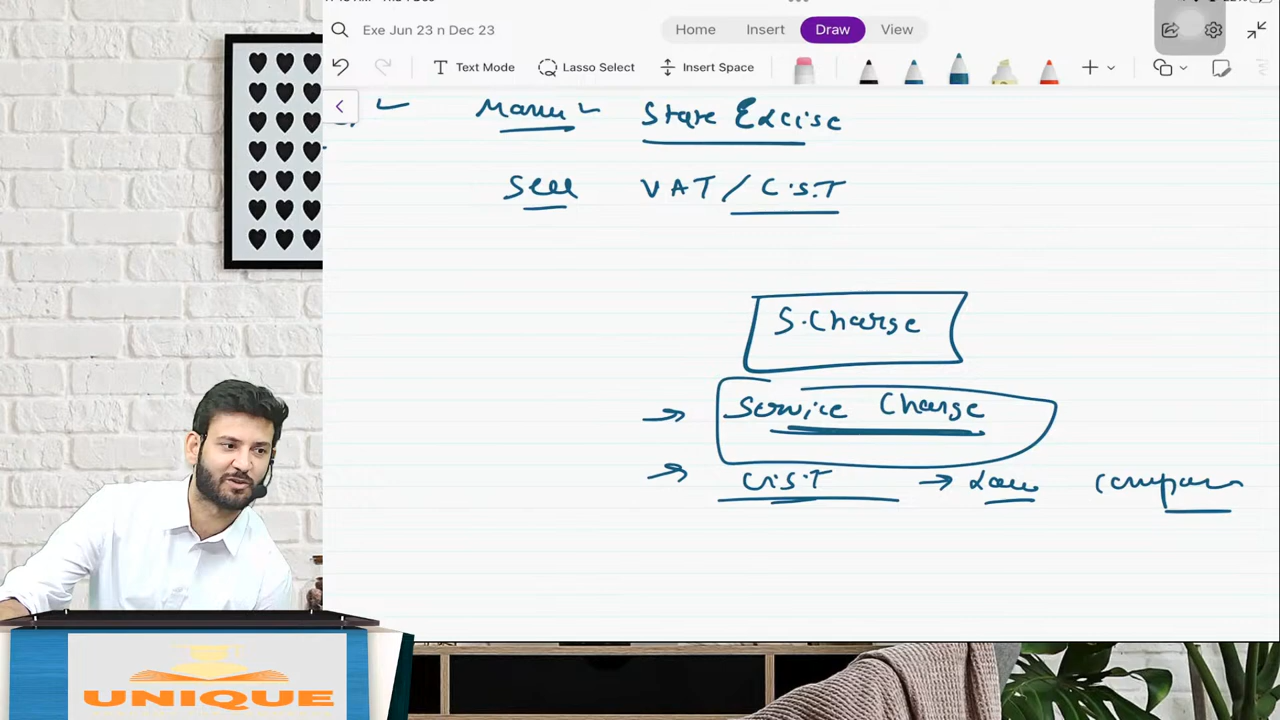 Exe Jun 23 n Dec 23
Home Insert Draw View
Text Mode Lasso Select Insert Space
Manu State Excise
Sell VAT / C.S.T
S.Charge
Service Charge
→ Law
UNIQUE